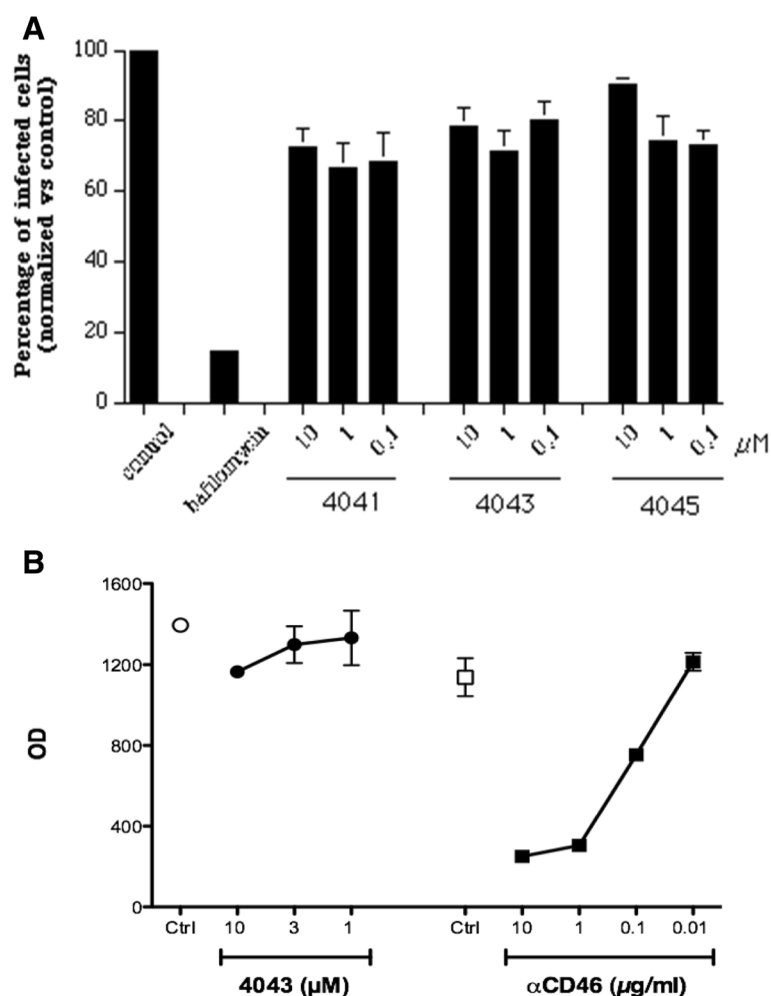 A
Percentage of infected cells
(normalized vs control)
100
80
60
40
20
0
control
bafilomycin
10 1 0.1
10 1 0.1
10 1 0.1
µM
4041 4043 4045
B
OD
1600
1200
800
400
0
Ctrl 10 3 1 Ctrl 10 1 0.1 0.01
4043 (µM) αCD46 (µg/ml)